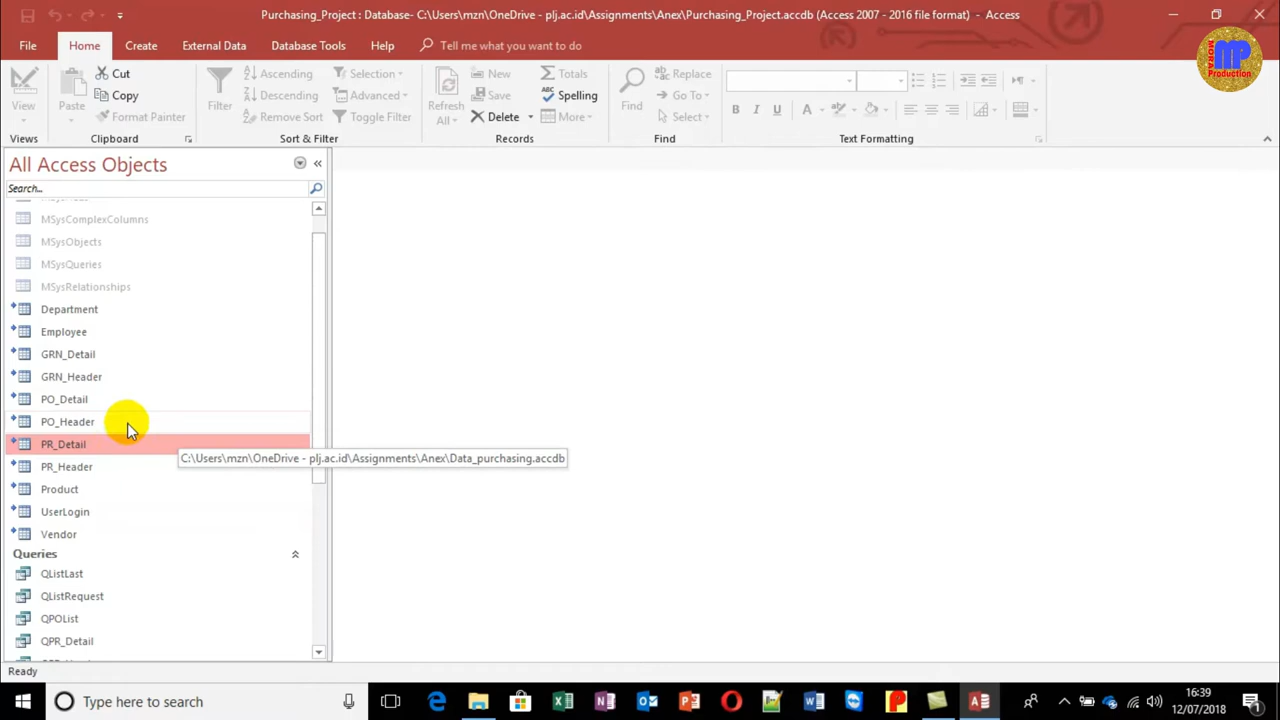 Purchasing_Project : Database- C:\Users\mzn\OneDrive - plj.ac.id\Assignments\Anex\Purchasing_Project.accdb (Access 2007 - 2016 file format) - Access
File Home Create External Data Database Tools Help Tell me what you want to do
MORA
MP
Production
View
Paste
Cut
Copy
Format Painter
Filter
Ascending
Descending
Remove Sort
Selection
Advanced
Toggle Filter
Refresh
All
New
Save
Delete
Totals
Spelling
More
Find
Replace
Go To
Select
B I U A
Views Clipboard Sort & Filter Records Find Text Formatting
All Access Objects
Search...
MSysComplexColumns
MSysObjects
MSysQueries
MSysRelationships
Department
Employee
GRN_Detail
GRN_Header
PO_Detail
PO_Header
PR_Detail
C:\Users\mzn\OneDrive - plj.ac.id\Assignments\Anex\Data_purchasing.accdb
PR_Header
Product
UserLogin
Vendor
Queries
QListLast
QListRequest
QPOList
QPR_Detail
Ready
Type here to search
16:39
12/07/2018